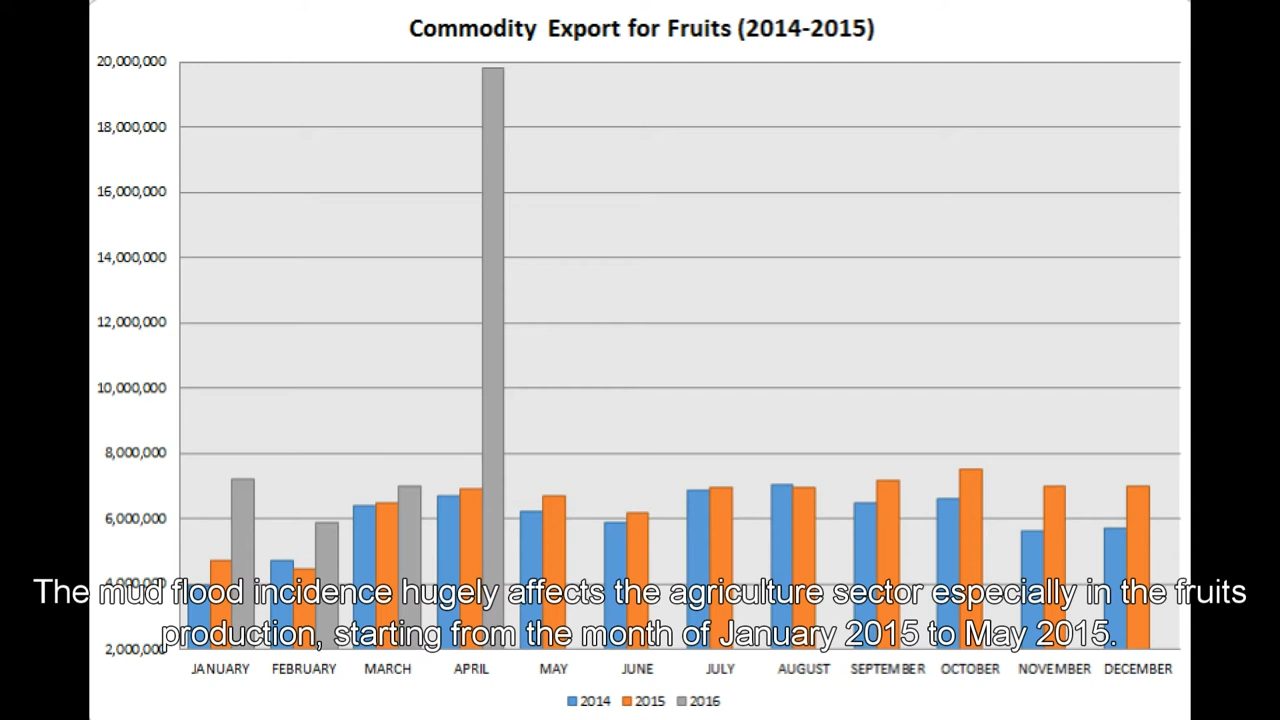 Commodity Export for Fruits (2014-2015)
20,000,000
18,000,000
16,000,000
14,000,000
12,000,000
10,000,000
8,000,000
6,000,000
4,000,000
2,000,000
The mud flood incidence hugely affects the agriculture sector especially in the fruits
production, starting from the month of January 2015 to May 2015.
JANUARY FEBRUARY MARCH APRIL MAY JUNE JULY AUGUST SEPTEMBER OCTOBER NOVEMBER DECEMBER
2014 2015 2016